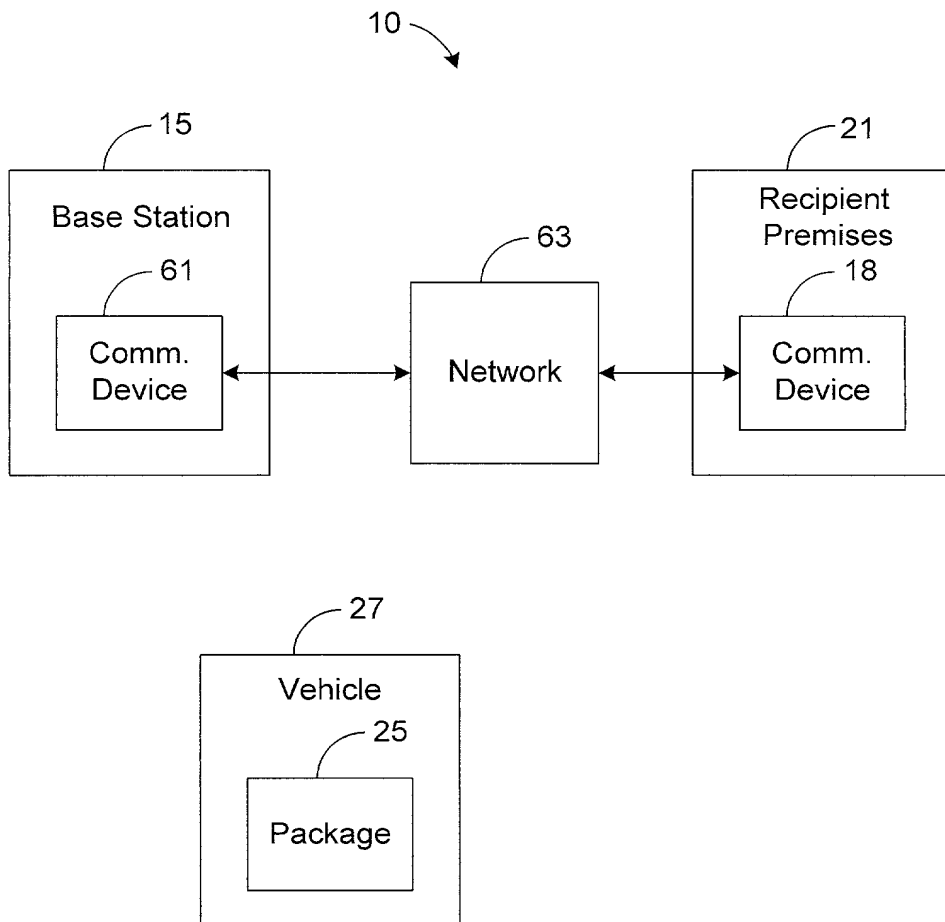 10
15
21
Base Station
Recipient
Premises
63
61
18
Comm.
Device
Network
Comm.
Device
27
Vehicle
25
Package